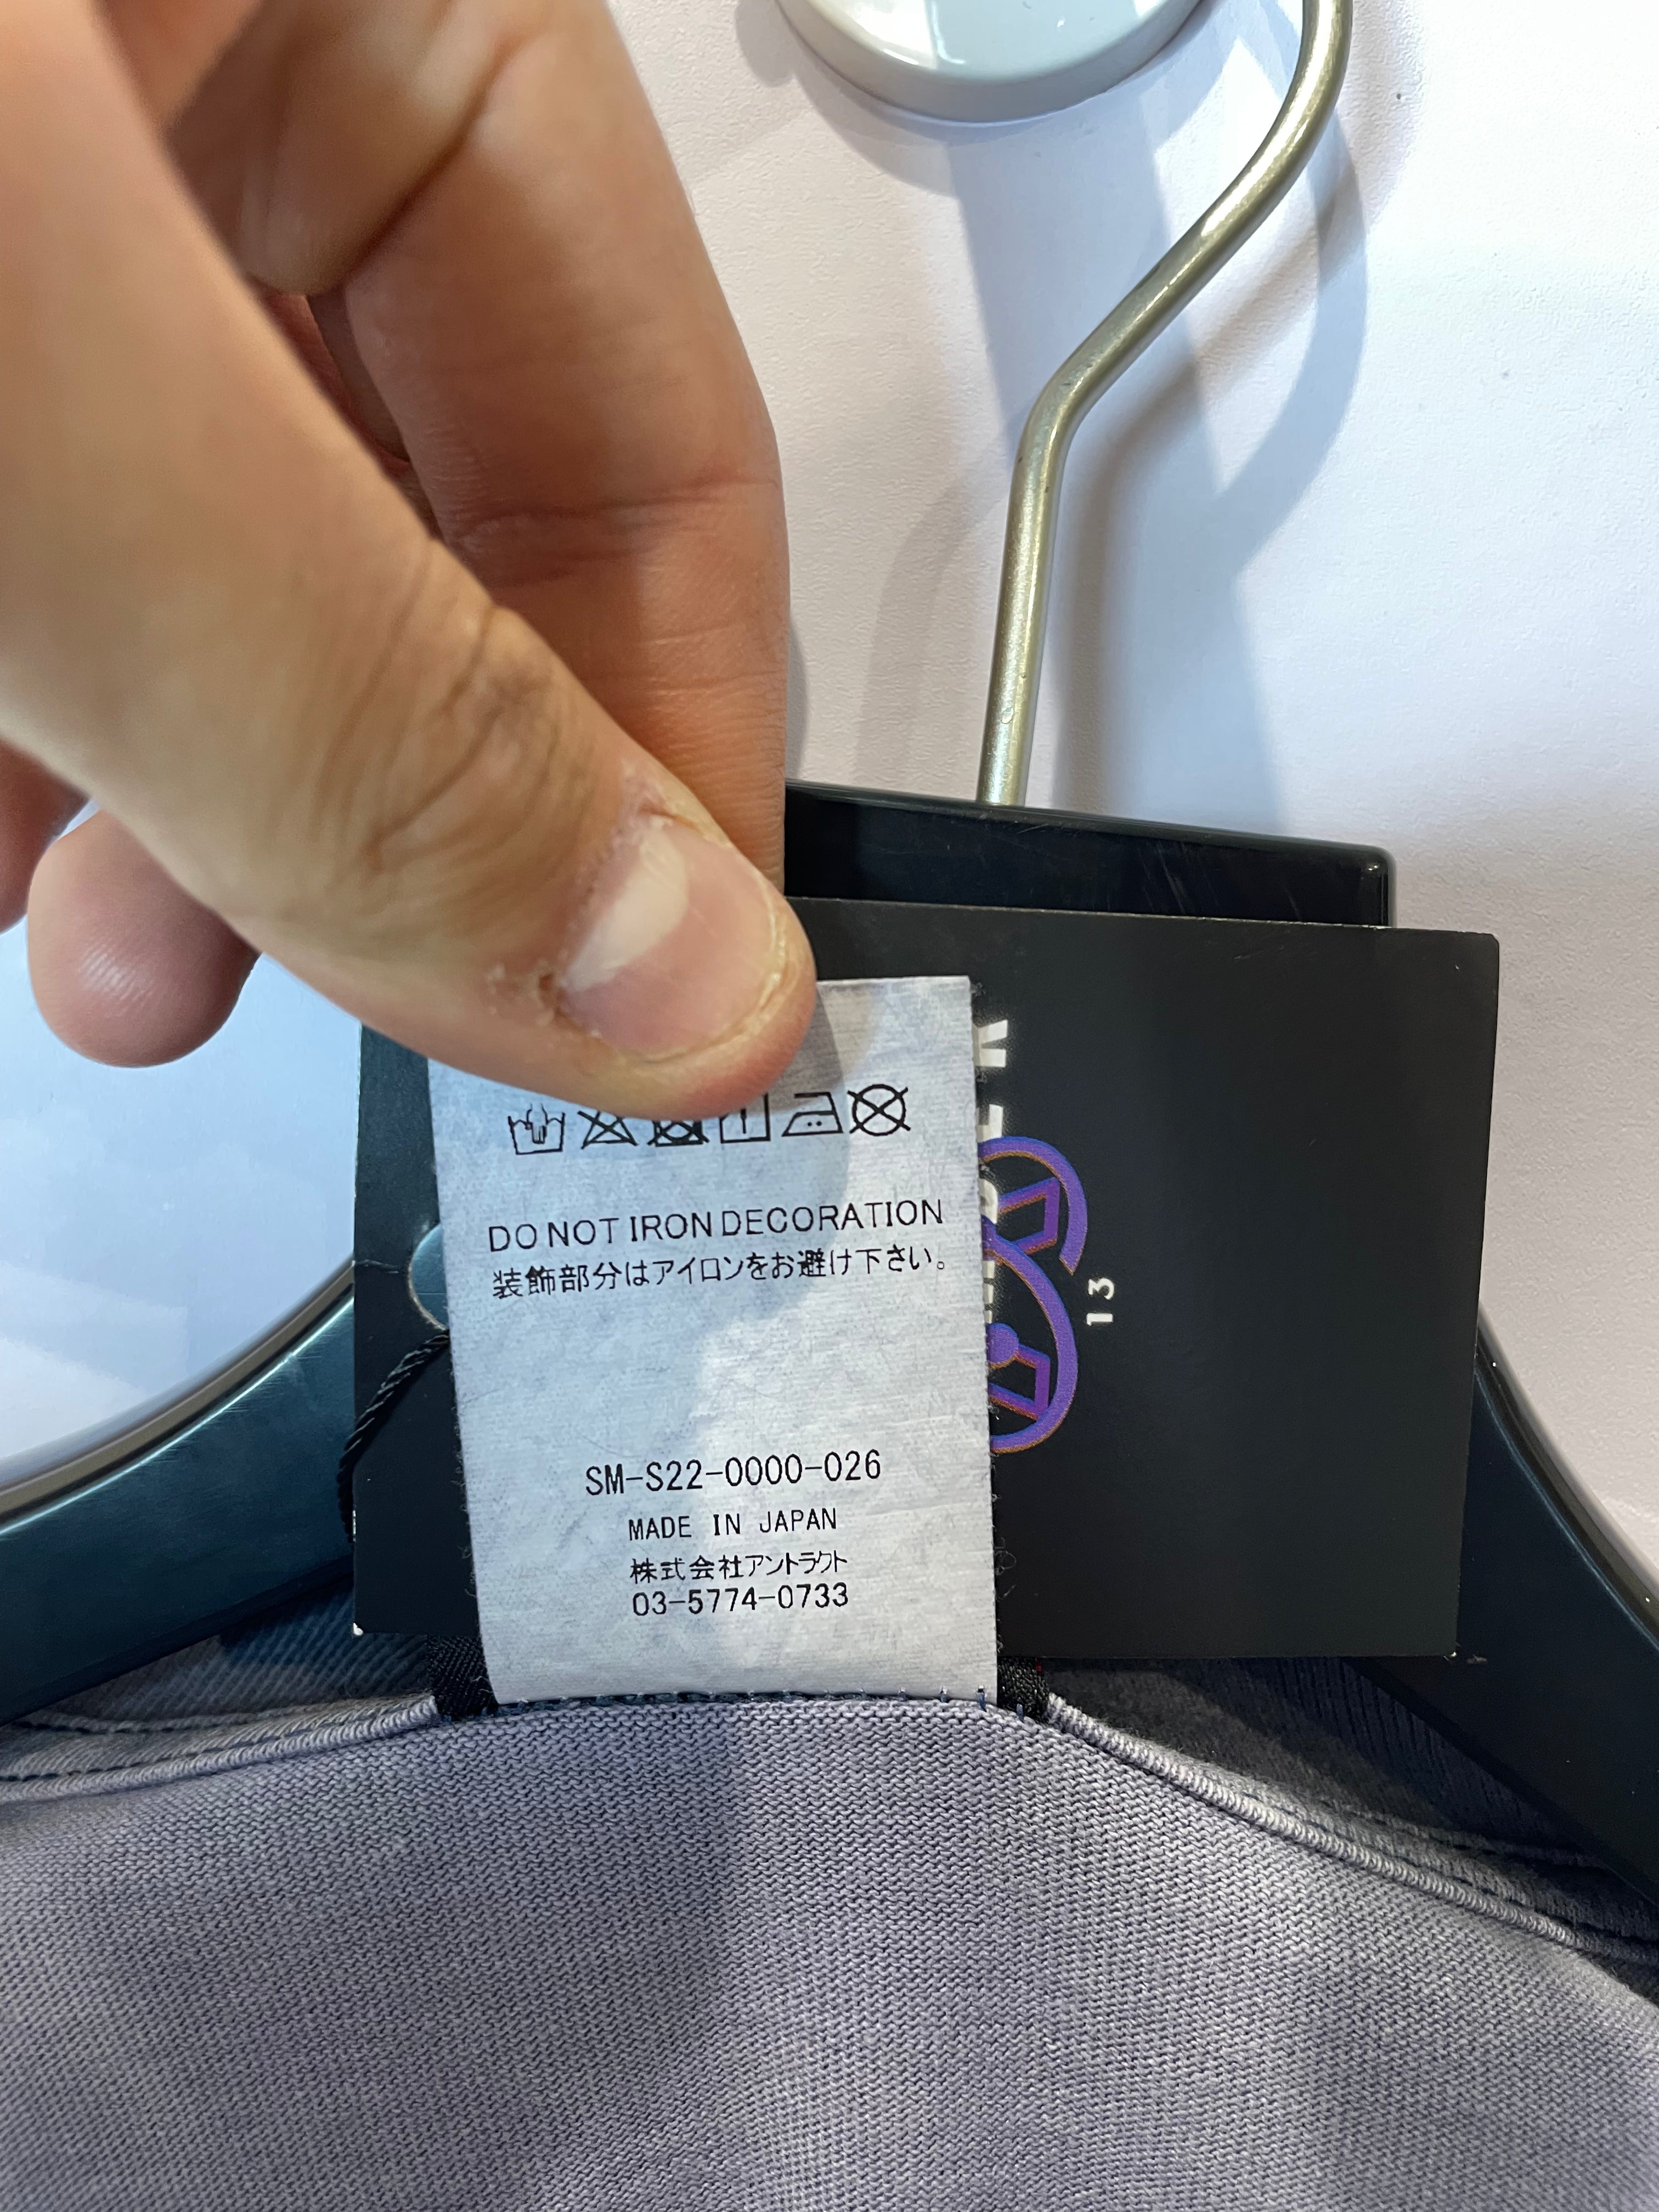 DO NOT IRON DECORATION
装飾部分はアイロンをお避け下さい。
SM-S22-0000-026
MADE IN JAPAN
株式会社アントラクト
03-5774-0733
13